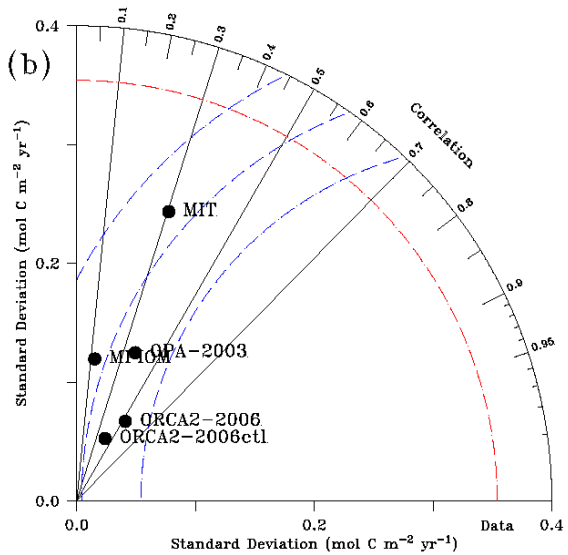 (b)
0.4
0.2
0.0
Standard Deviation (mol C m⁻² yr⁻¹)
0.1
0.2
0.3
0.4
0.5
0.6
0.7
0.8
0.9
0.95
Correlation
MIT
OPA-2003
MPIOM
ORCA2-2006
ORCA2-2006ctl
0.0
0.2
Data
0.4
Standard Deviation (mol C m⁻² yr⁻¹)